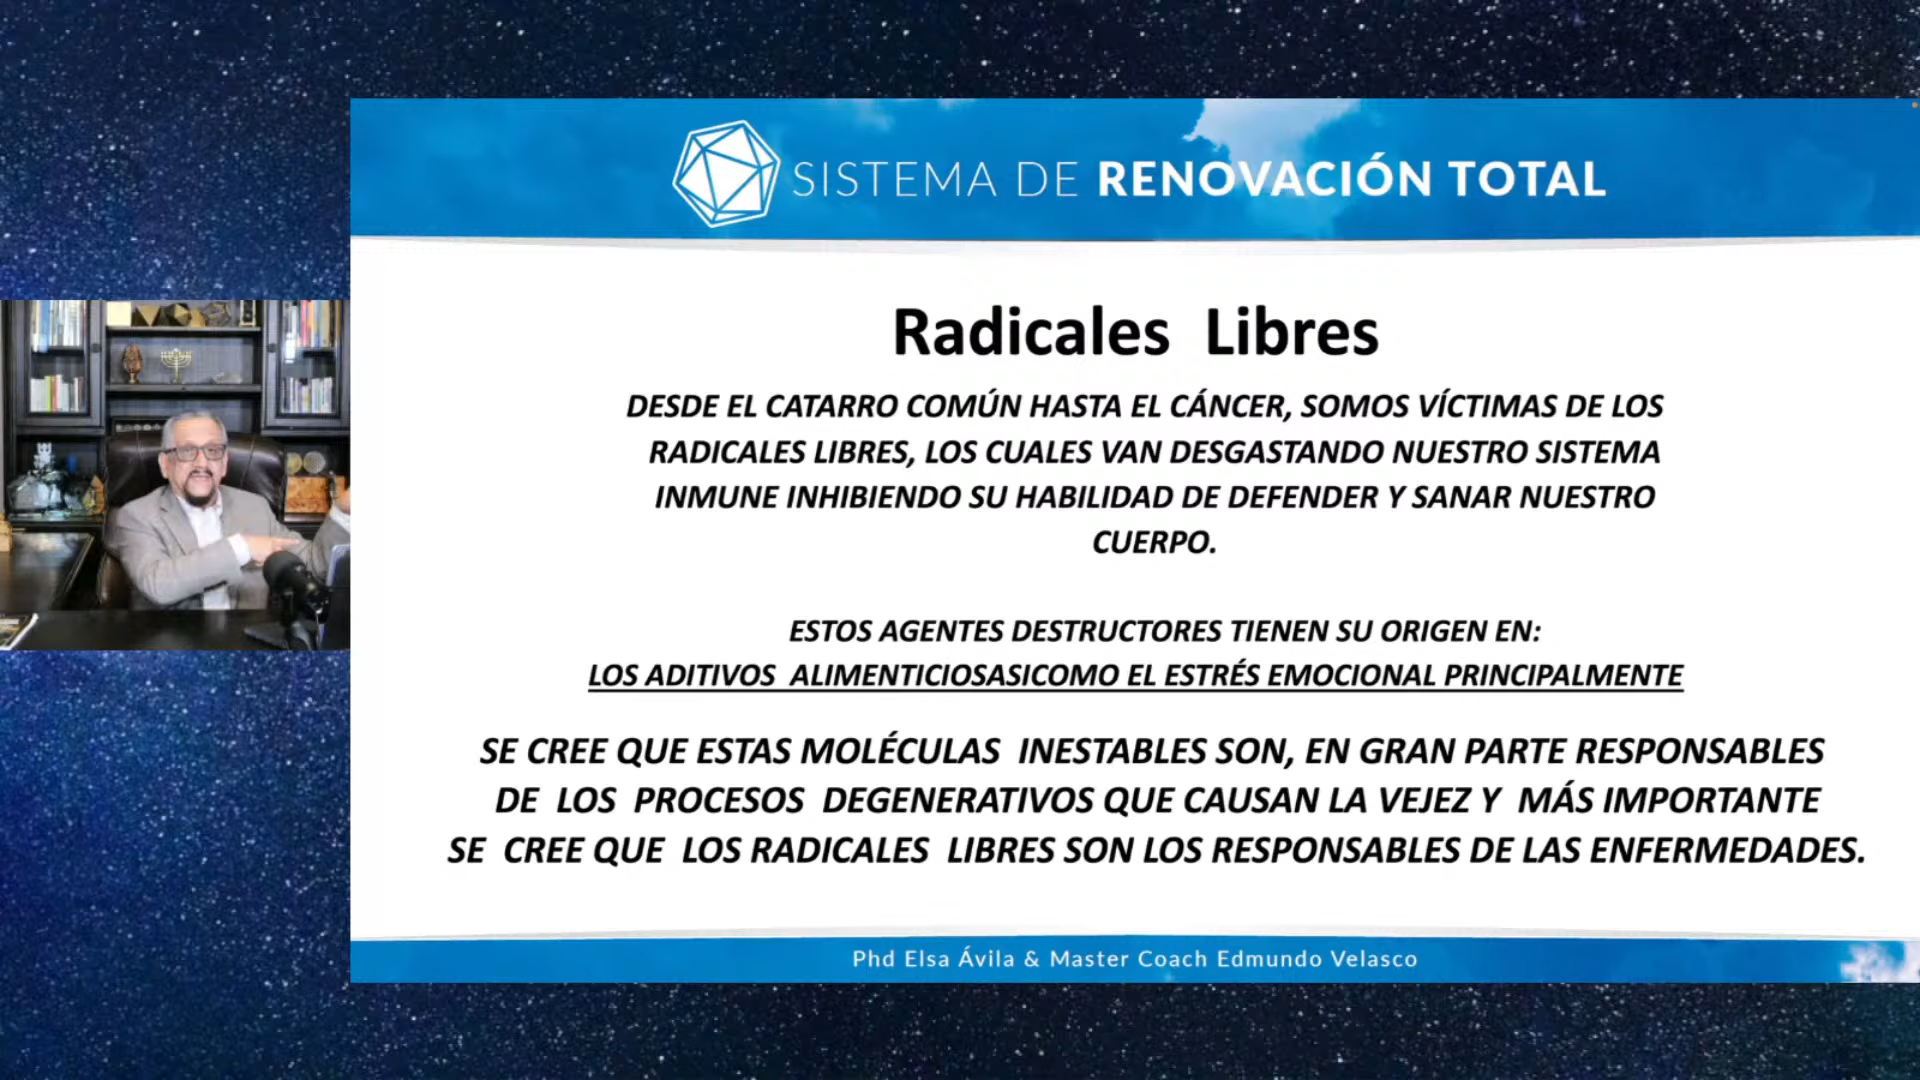 SISTEMA DE RENOVACIÓN TOTAL
Radicales Libres
DESDE EL CATARRO COMÚN HASTA EL CÁNCER, SOMOS VÍCTIMAS DE LOS
RADICALES LIBRES, LOS CUALES VAN DESGASTANDO NUESTRO SISTEMA
INMUNE INHIBIENDO SU HABILIDAD DE DEFENDER Y SANAR NUESTRO
CUERPO.
ESTOS AGENTES DESTRUCTORES TIENEN SU ORIGEN EN:
LOS ADITIVOS ALIMENTICIOSASICOMO EL ESTRÉS EMOCIONAL PRINCIPALMENTE
SE CREE QUE ESTAS MOLÉCULAS INESTABLES SON, EN GRAN PARTE RESPONSABLES
DE LOS PROCESOS DEGENERATIVOS QUE CAUSAN LA VEJEZ Y MÁS IMPORTANTE
SE CREE QUE LOS RADICALES LIBRES SON LOS RESPONSABLES DE LAS ENFERMEDADES.
Phd Elsa Ávila & Master Coach Edmundo Velasco